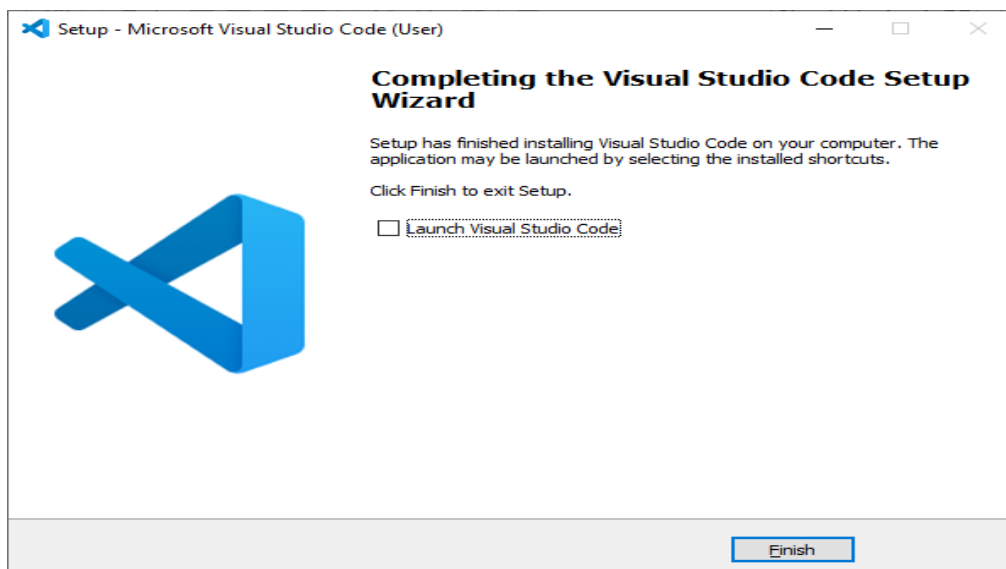 Setup - Microsoft Visual Studio Code (User)
Completing the Visual Studio Code Setup
Wizard
Setup has finished installing Visual Studio Code on your computer. The
application may be launched by selecting the installed shortcuts.
Click Finish to exit Setup.
Launch Visual Studio Code
Finish